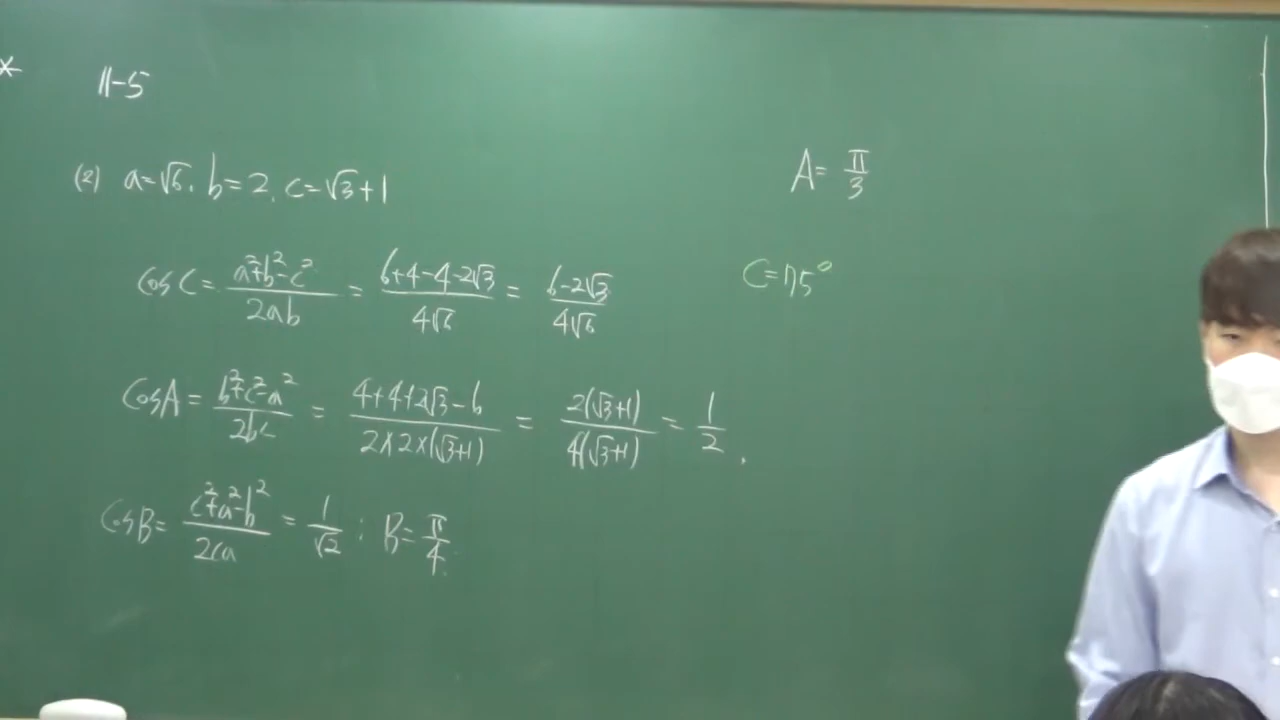 *
11-5
(2) a=√6, b=2, c=√3+1
A= π/3
cosC= (a²+b²-c²)/(2ab) = (6+4-4-2√3)/(4√6) = (6-2√3)/(4√6)
C=75°
cosA= (b²+c²-a²)/(2bc) = (4+4+2√3-6)/(2×2×(√3+1)) = (2(√3+1))/(4(√3+1)) = 1/2.
cosB= (c²+a²-b²)/(2ca) = 1/√2 ; B= π/4.